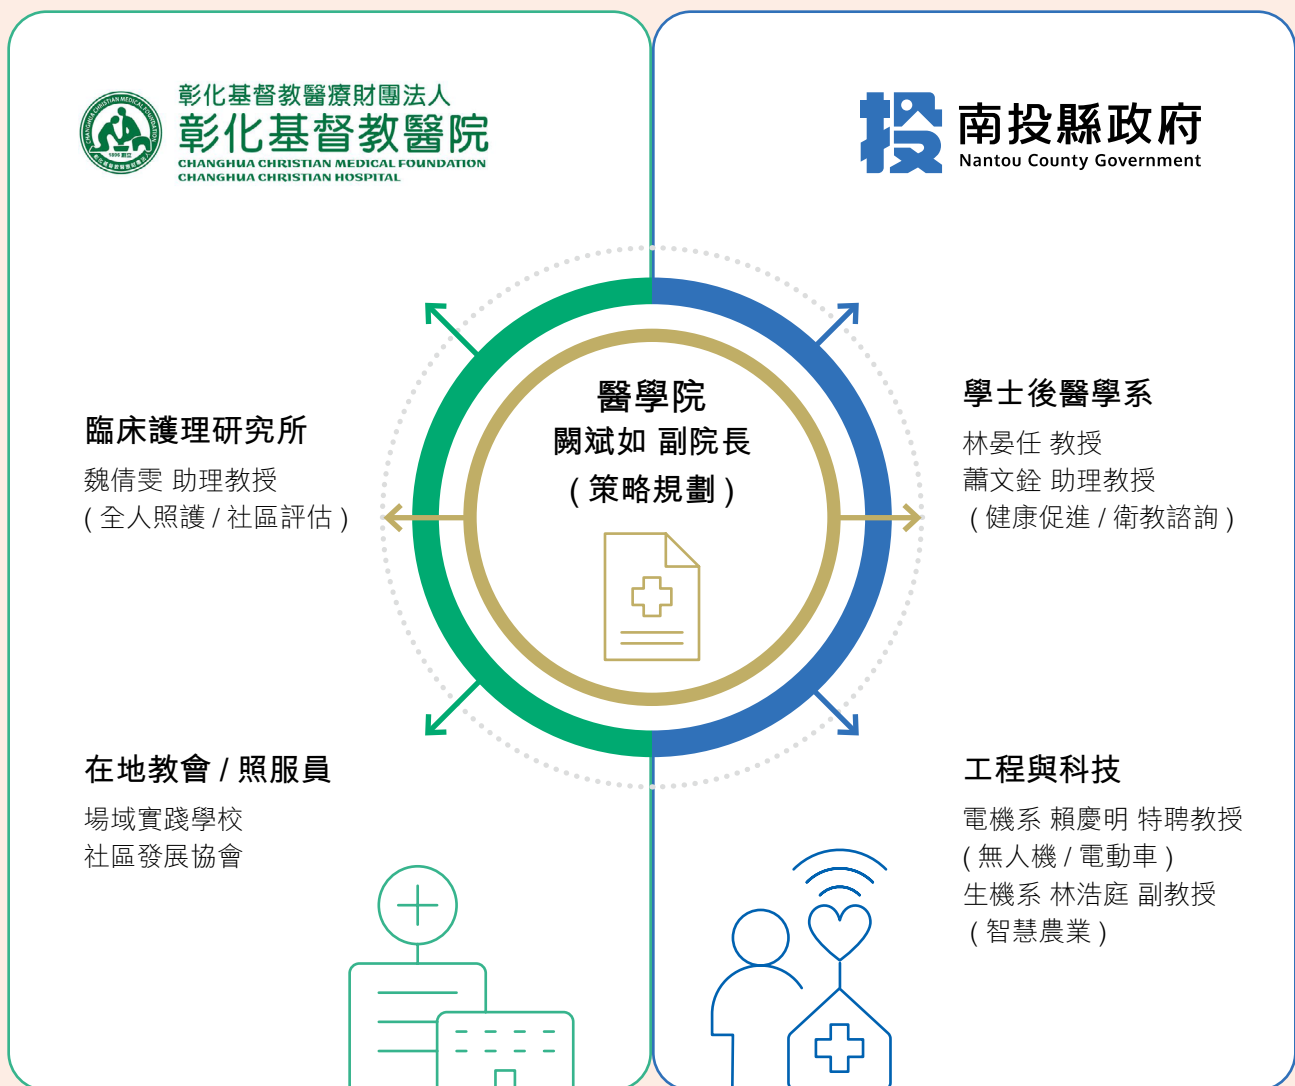 彰化基督教醫療財團法人
彰化基督教醫院
CHANGHUA CHRISTIAN MEDICAL FOUNDATION
CHANGHUA CHRISTIAN HOSPITAL
投 南投縣政府
Nantou County Government
醫學院
闕斌如 副院長
( 策略規劃 )
臨床護理研究所
魏倩雯 助理教授
( 全人照護 / 社區評估 )
學士後醫學系
林晏任 教授
蕭文銓 助理教授
( 健康促進 / 衛教諮詢 )
在地教會 / 照服員
場域實踐學校
社區發展協會
工程與科技
電機系 賴慶明 特聘教授
( 無人機 / 電動車 )
生機系 林浩庭 副教授
( 智慧農業 )